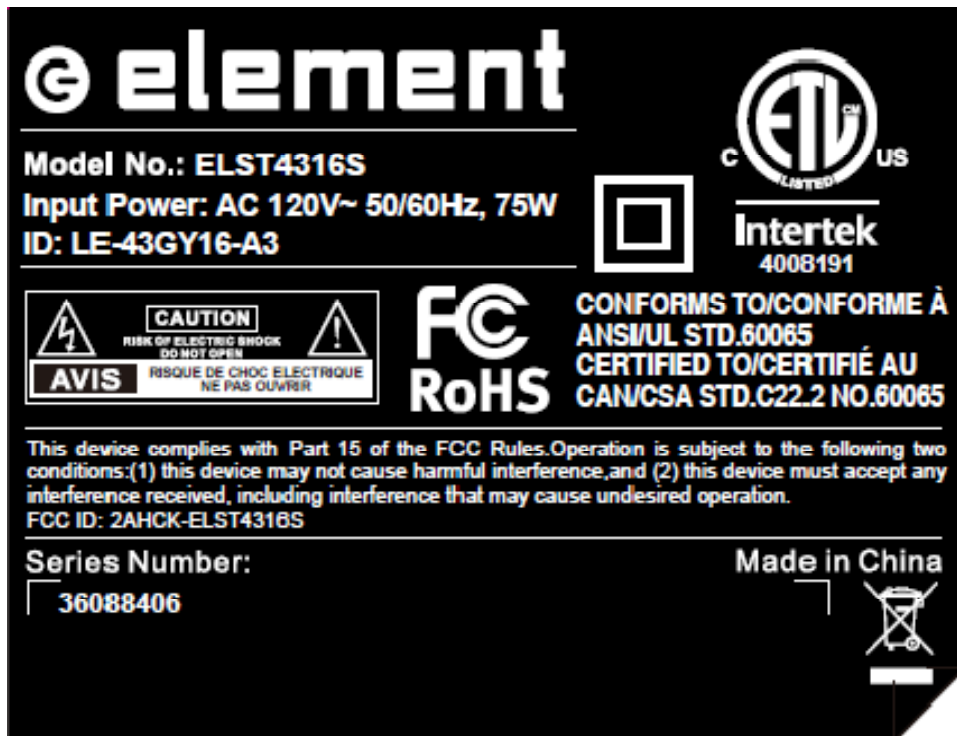 element
Model No.: ELST4316S
Input Power: AC 120V~ 50/60Hz, 75W
ID: LE-43GY16-A3
ETL CM
LISTED
C US
Intertek
4008191
CAUTION
RISK OF ELECTRIC SHOCK
DO NOT OPEN
AVIS
RISQUE DE CHOC ELECTRIQUE
NE PAS OUVRIR
FC
RoHS
CONFORMS TO/CONFORME À
ANSI/UL STD.60065
CERTIFIED TO/CERTIFIÉ AU
CAN/CSA STD.C22.2 NO.60065
This device complies with Part 15 of the FCC Rules.Operation is subject to the following two
conditions:(1) this device may not cause harmful interference,and (2) this device must accept any
interference received, including interference that may cause undesired operation.
FCC ID: 2AHCK-ELST4316S
Series Number:
36088406
Made in China